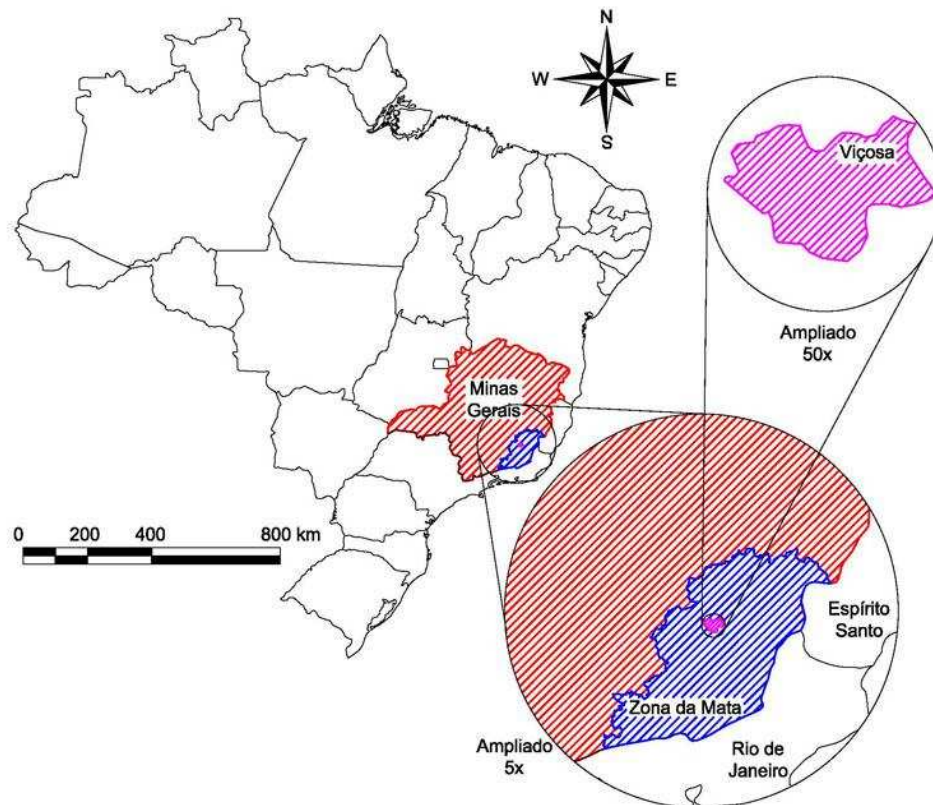 N
W
E
S
Viçosa
Ampliado
50x
Minas
Gerais
0
200
400
800 km
Espírito
Santo
Zona da Mata
Ampliado
5x
Rio de
Janeiro